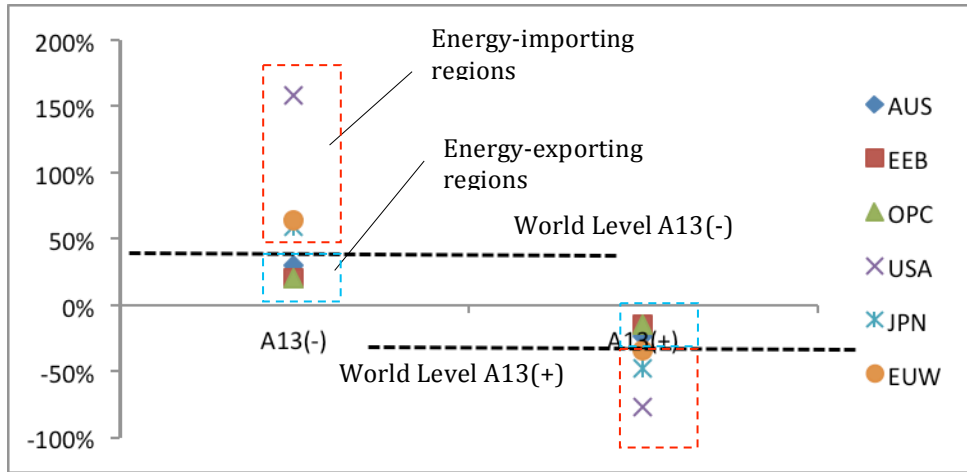 200%
150%
100%
50%
0%
-50%
-100%
Energy-importing
regions
Energy-exporting
regions
World Level A13(-)
A13(-)
A13(+)
World Level A13(+)
AUS
EEB
OPC
USA
JPN
EUW